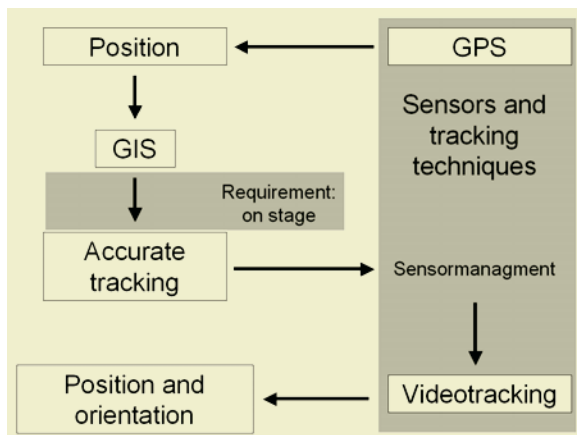 Position
GPS
Sensors and
tracking
techniques
GIS
Requirement:
on stage
Accurate
tracking
Sensormanagment
Position and
orientation
Videotracking